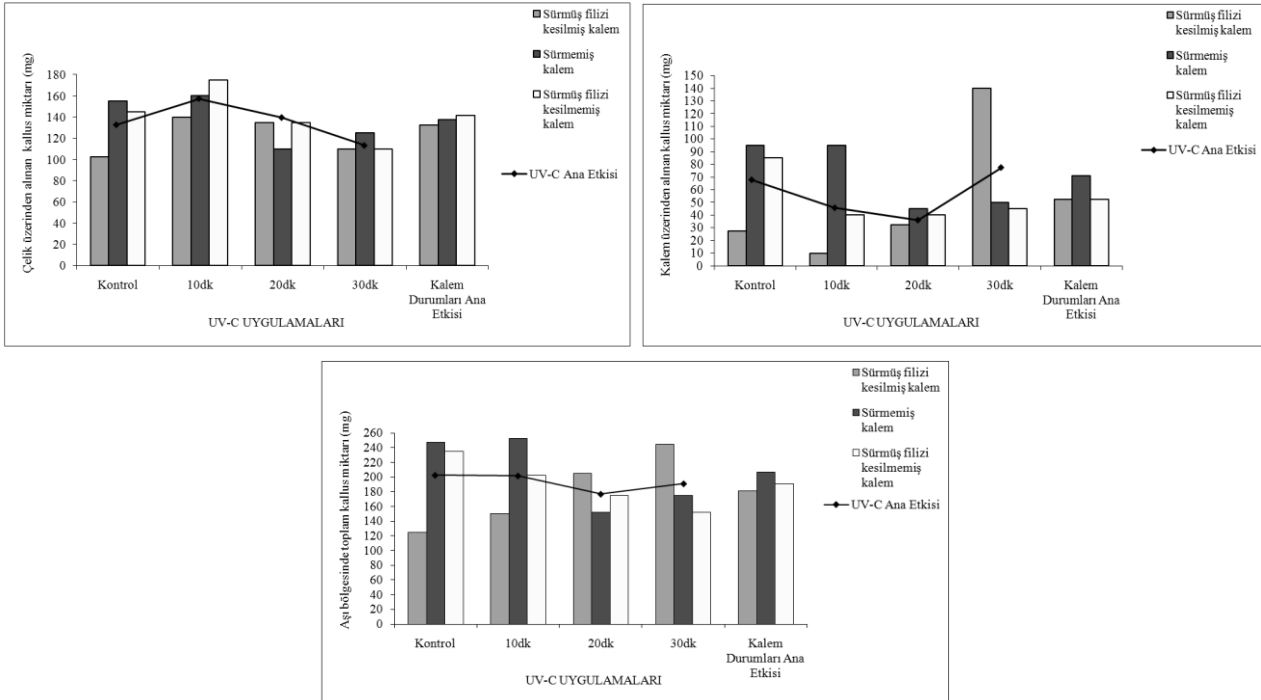 Sürmüş filizi
kesilmiş kalem
Sürmemiş
kalem
Sürmüş filizi
kesilmemiş
kalem
UV-C Ana Etkisi
Çelik üzerinden alınan kallus miktarı (mg)
180
160
140
120
100
80
60
40
20
0
Kontrol
10dk
20dk
30dk
Kalem
Durumları Ana
Etkisi
UV-C UYGULAMALARI
Sürmüş filizi
kesilmiş kalem
Sürmemiş
kalem
Sürmüş filizi
kesilmemiş
kalem
UV-C Ana Etkisi
Kalem üzerinden alınan kallus miktarı (mg)
150
140
130
120
110
100
90
80
70
60
50
40
30
20
10
0
Kontrol
10dk
20dk
30dk
Kalem
Durumları Ana
Etkisi
UV-C UYGULAMALARI
Sürmüş filizi
kesilmiş kalem
Sürmemiş
kalem
Sürmüş filizi
kesilmemiş
kalem
UV-C Ana Etkisi
Aşı bölgesinde toplam kallus miktarı (mg)
260
240
220
200
180
160
140
120
100
80
60
40
20
0
Kontrol
10dk
20dk
30dk
Kalem
Durumları Ana
Etkisi
UV-C UYGULAMALARI